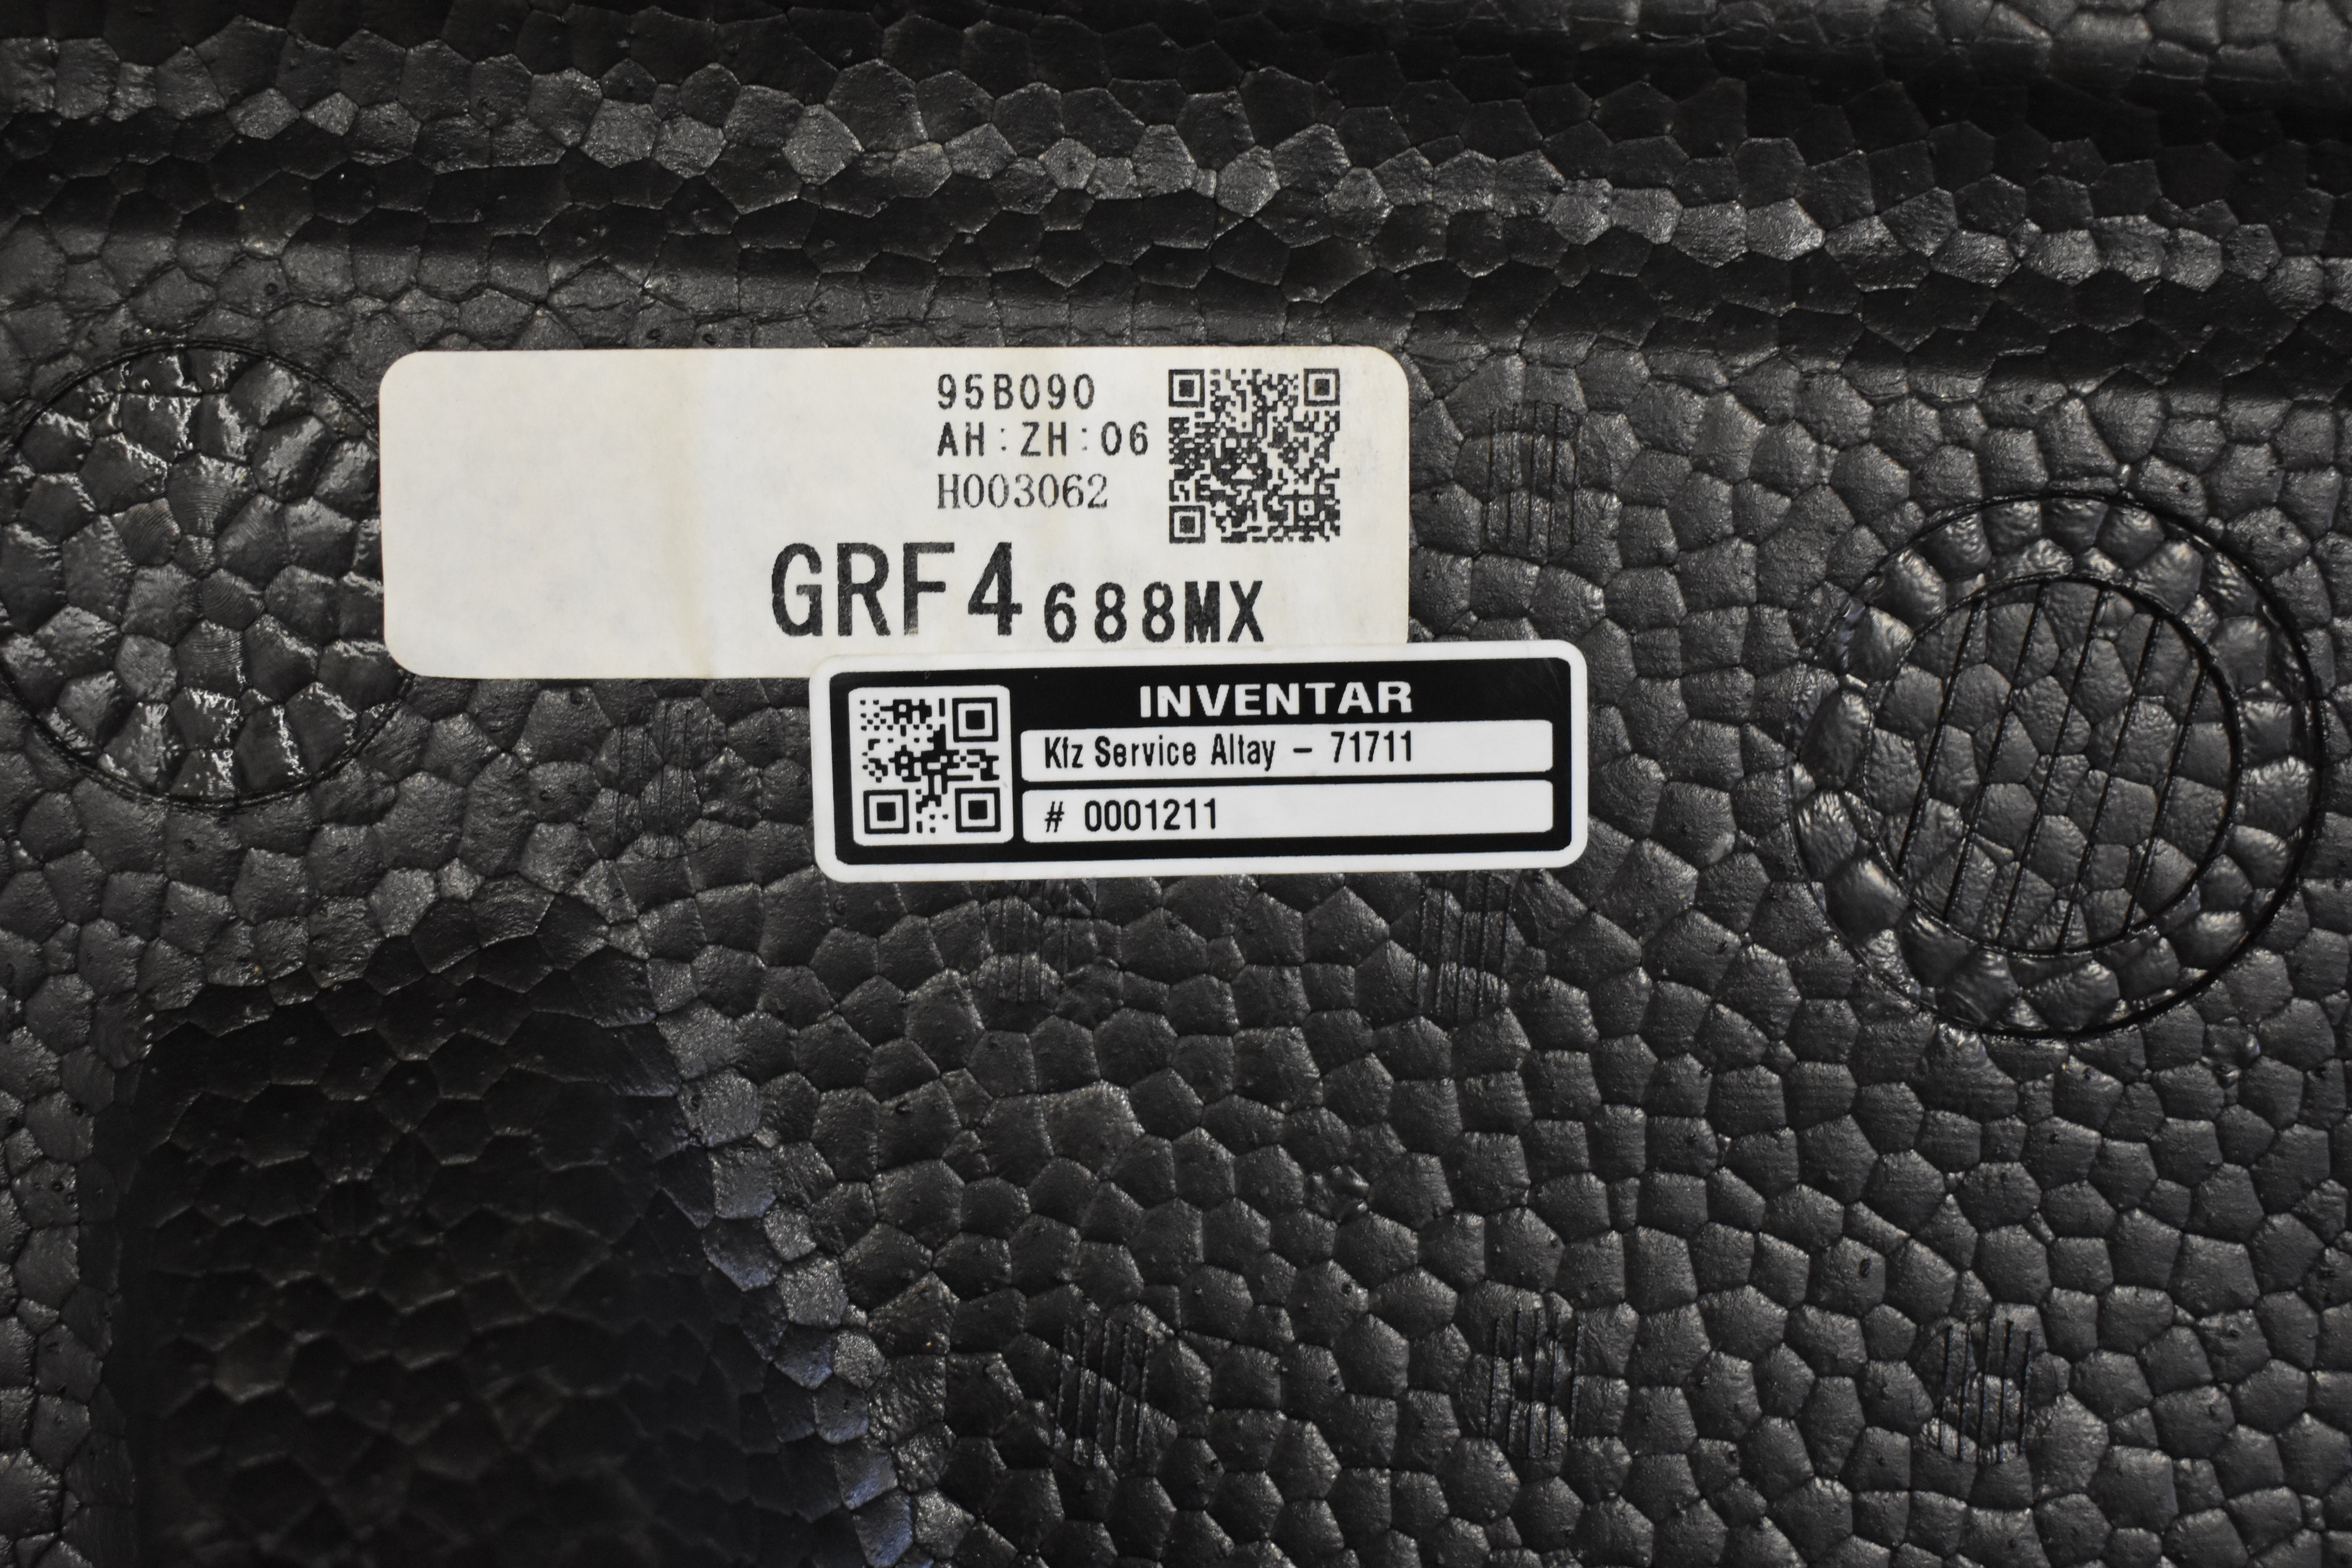 95B090
AH:ZH:06
H003062
GRF4 688MX
INVENTAR
Kfz Service Altay - 71711
# 0001211